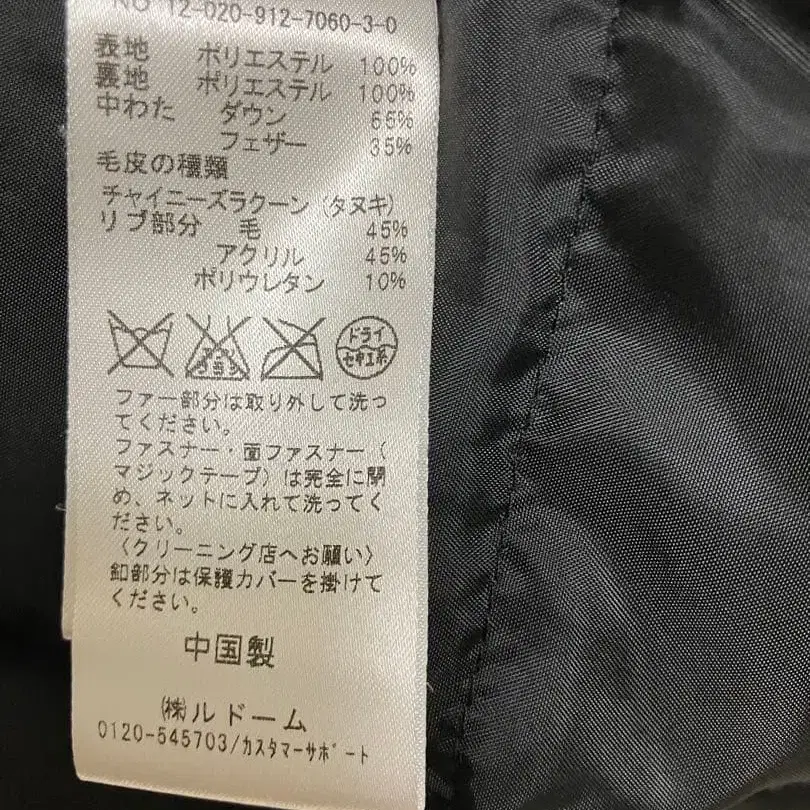 NO 12-020-912-7060-3-0
表地 ポリエステル 100%
裏地 ポリエステル 100%
中わた ダウン 65%
フェザー 35%
毛皮の種類
チャイニーズラクーン (タヌキ)
リブ部分 毛 45%
アクリル 45%
ポリウレタン 10%
ドライ
セキユ系
ファー部分は取り外して洗っ
てください。
ファスナー・面ファスナー（
マジックテープ）は完全に閉
め、ネットに入れて洗ってく
ださい。
〈クリーニング店へお願い〉
釦部分は保護カバーを掛けて
ください。
中国製
㈱ルドーム
0120-545703/カスタマーサポート